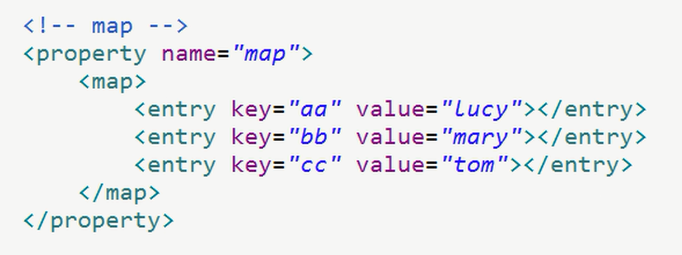 <!-- map -->
<property name="map">
    <map>
        <entry key="aa" value="lucy"></entry>
        <entry key="bb" value="mary"></entry>
        <entry key="cc" value="tom"></entry>
    </map>
</property>